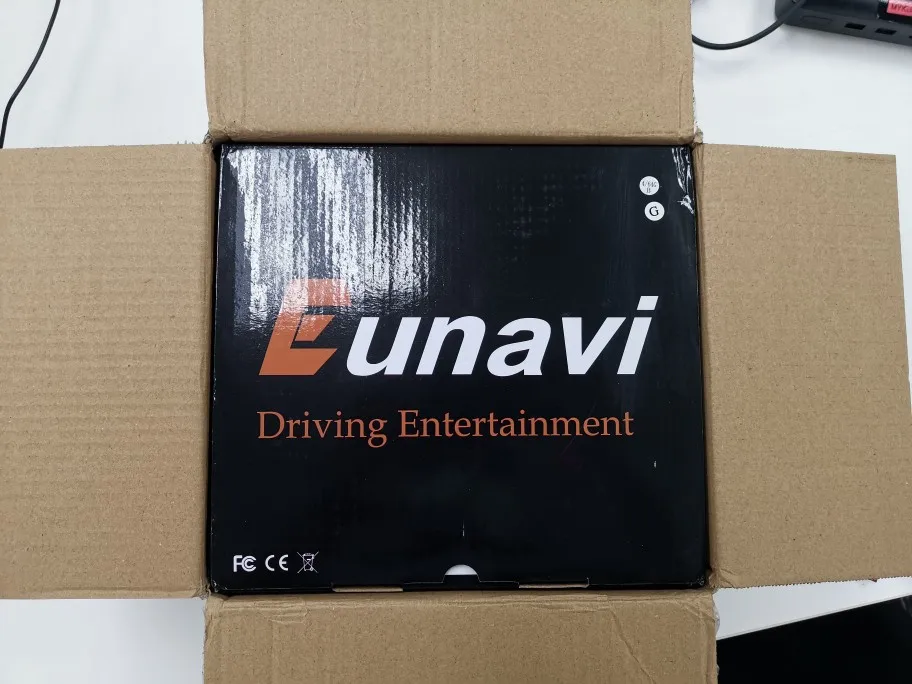 G
Eunavi
Driving Entertainment
FC CE